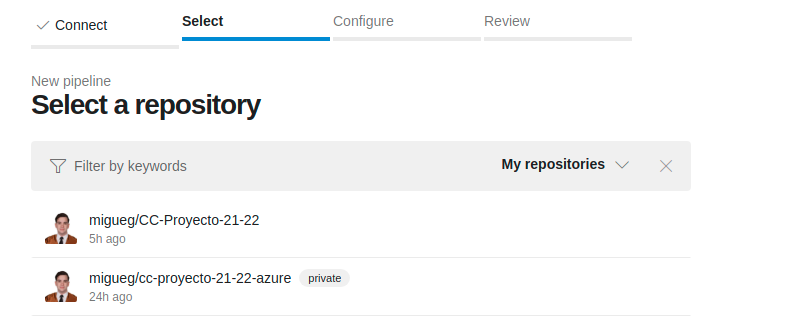 Connect
Select
Configure
Review
New pipeline
Select a repository
Filter by keywords
My repositories
migueg/CC-Proyecto-21-22
5h ago
migueg/cc-proyecto-21-22-azure private
24h ago